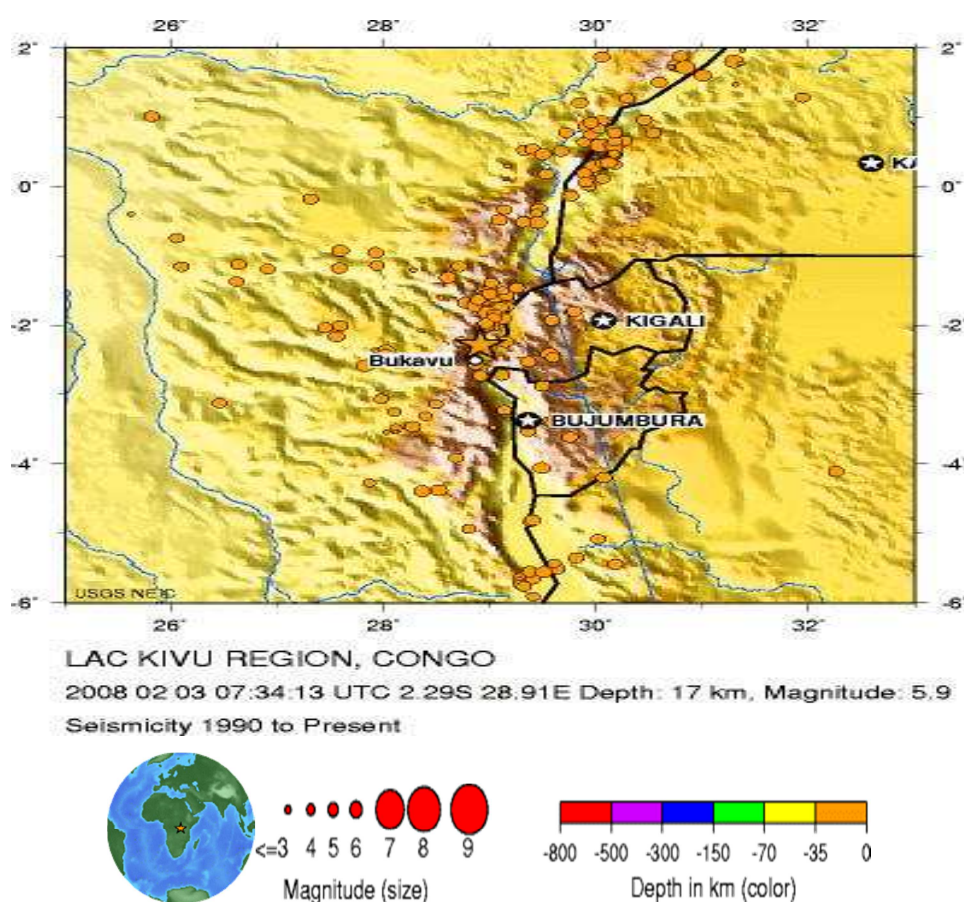 26° 28° 30° 32°
2° 2°
0° 0°
KA
-2° -2°
KIGALI
Bukavu
BUJUMBURA
-4° -4°
USGS NEIC
-6° -6°
26° 28° 30° 32°
LAC KIVU REGION, CONGO
2008 02 03 07:34:13 UTC 2.29S 28.91E Depth: 17 km, Magnitude: 5.9
Seismicity 1990 to Present
<=3 4 5 6 7 8 9
Magnitude (size)
-800 -500 -300 -150 -70 -35 0
Depth in km (color)